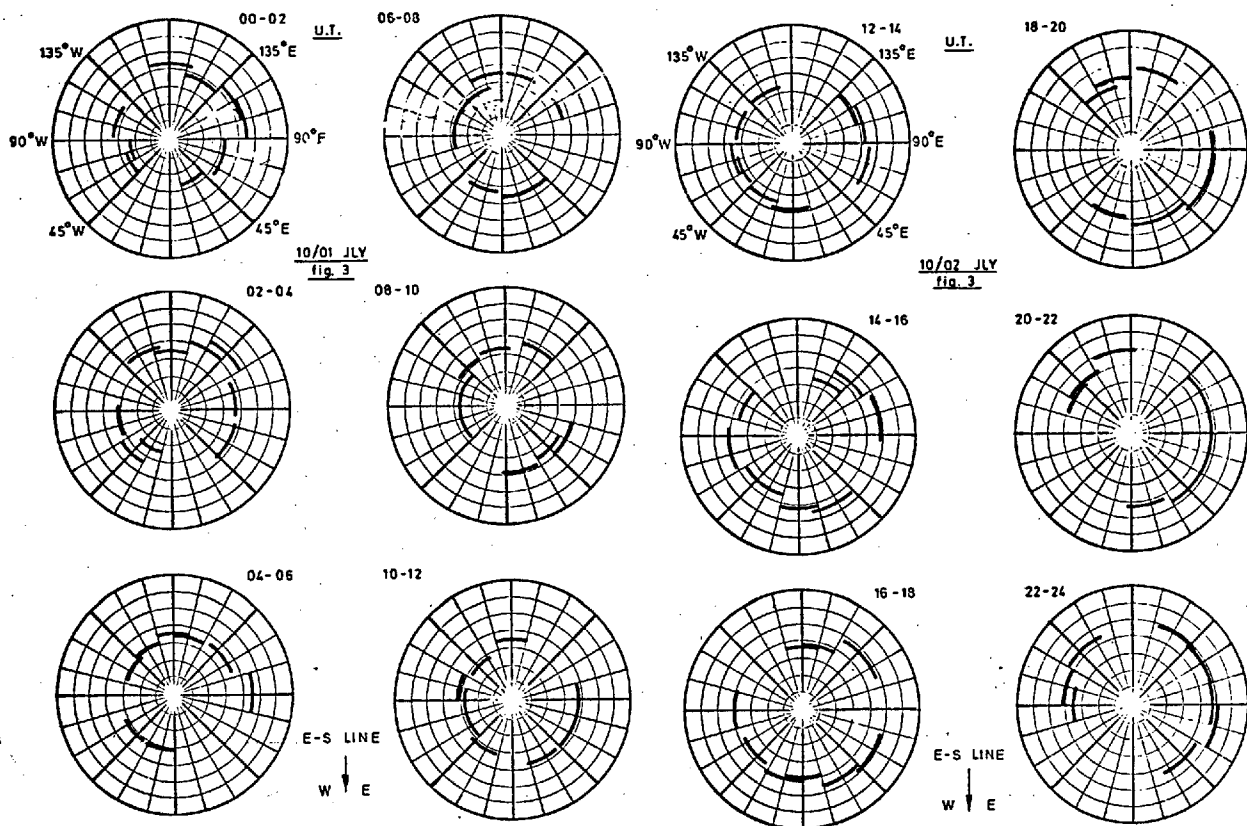 00-02
U.T.
135°W
135°E
90°W
90°F
45°W
45°E
06-08
10/01 JLY
fig. 3
02-04
08-10
04-06
10-12
E-S LINE
W E
12-14
U.T.
135°W
135°E
90°W
90°E
45°W
45°E
18-20
10/02 JLY
fig. 3
14-16
20-22
16-18
22-24
E-S LINE
W E